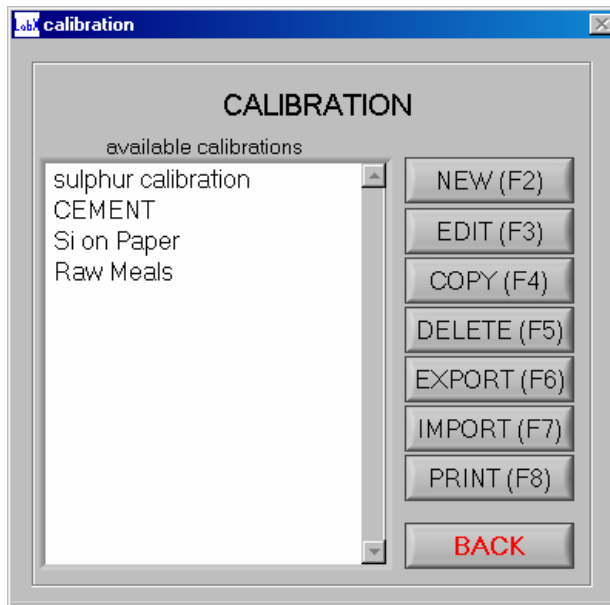 LabX calibration
CALIBRATION
available calibrations
sulphur calibration
CEMENT
Si on Paper
Raw Meals
NEW (F2)
EDIT (F3)
COPY (F4)
DELETE (F5)
EXPORT (F6)
IMPORT (F7)
PRINT (F8)
BACK